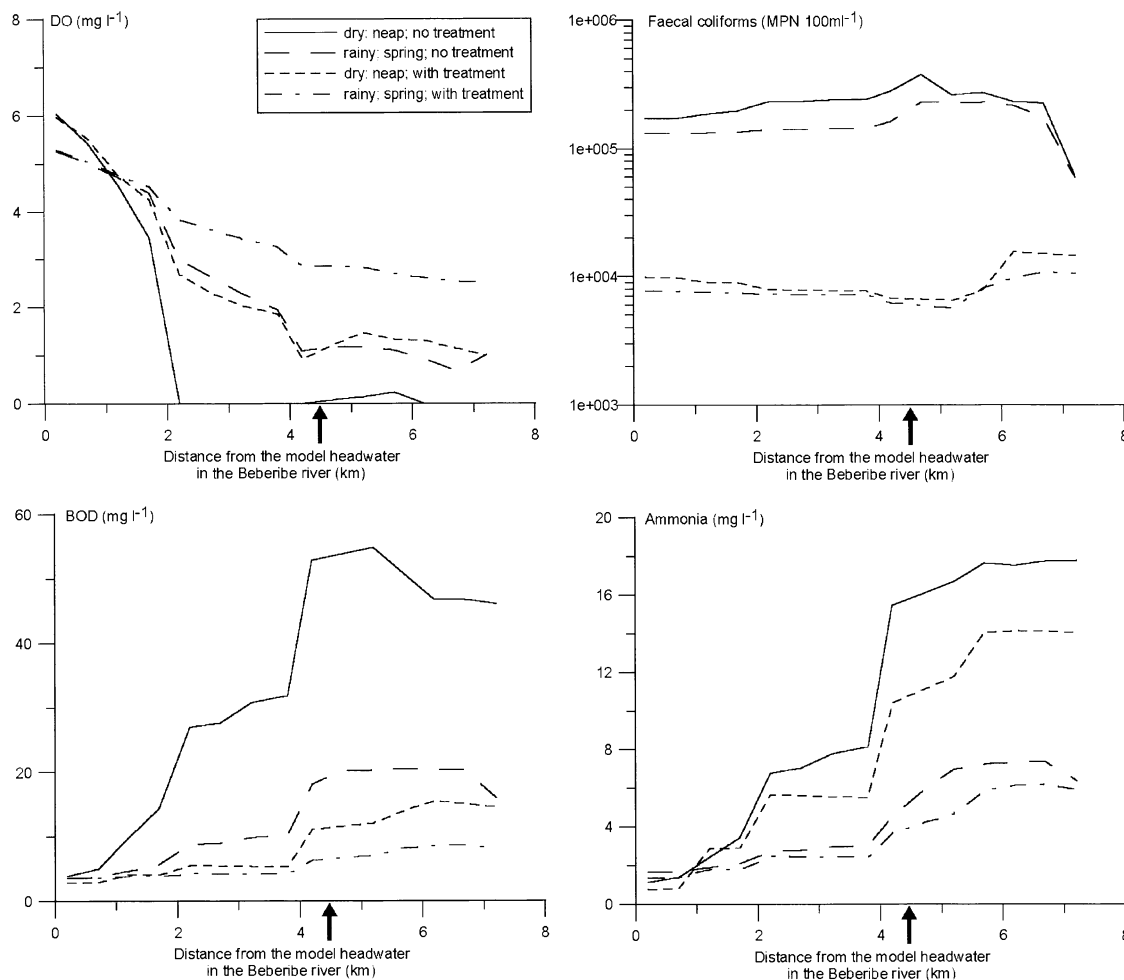 DO (mg l-1)
dry: neap; no treatment
rainy: spring; no treatment
dry: neap; with treatment
rainy: spring; with treatment
8
6
4
2
0
0 2 4 6 8
Distance from the model headwater
in the Beberibe river (km)
Faecal coliforms (MPN 100ml-1)
1e+006
1e+005
1e+004
1e+003
0 2 4 6 8
Distance from the model headwater
in the Beberibe river (km)
BOD (mg l-1)
60
40
20
0
0 2 4 6 8
Distance from the model headwater
in the Beberibe river (km)
Ammonia (mg l-1)
20
16
12
8
4
0
0 2 4 6 8
Distance from the model headwater
in the Beberibe river (km)